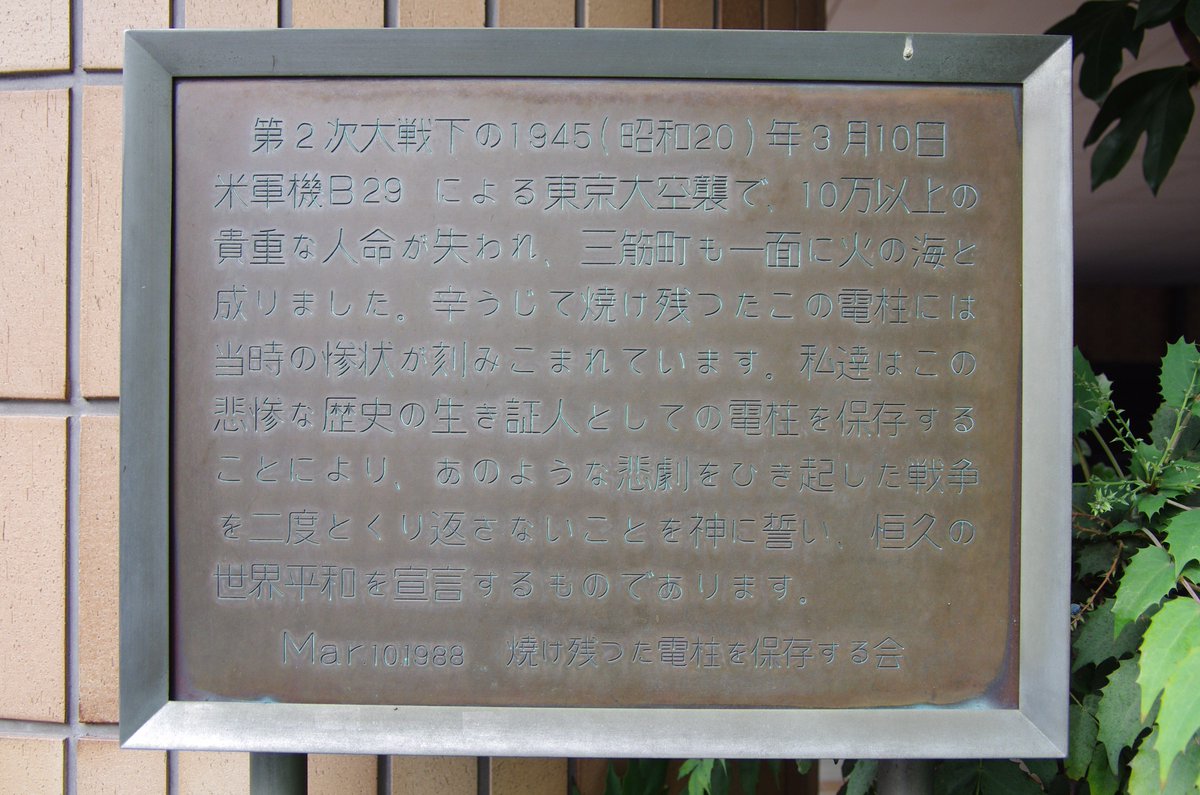 第2次大戦下の1945(昭和20)年3月10日
米軍機B29 による東京大空襲で、10万以上の
貴重な人命が失われ、三筋町も一面に火の海と
成りました。辛うじて焼け残つたこの電柱には
当時の惨状が刻みこまれています。私達はこの
悲惨な歴史の生き証人としての電柱を保存する
ことにより、あのような悲劇をひき起した戦争
を二度とくり返さないことを神に誓い、恒久の
世界平和を宣言するものであります。
Mar.10.1988 焼け残つた電柱を保存する会